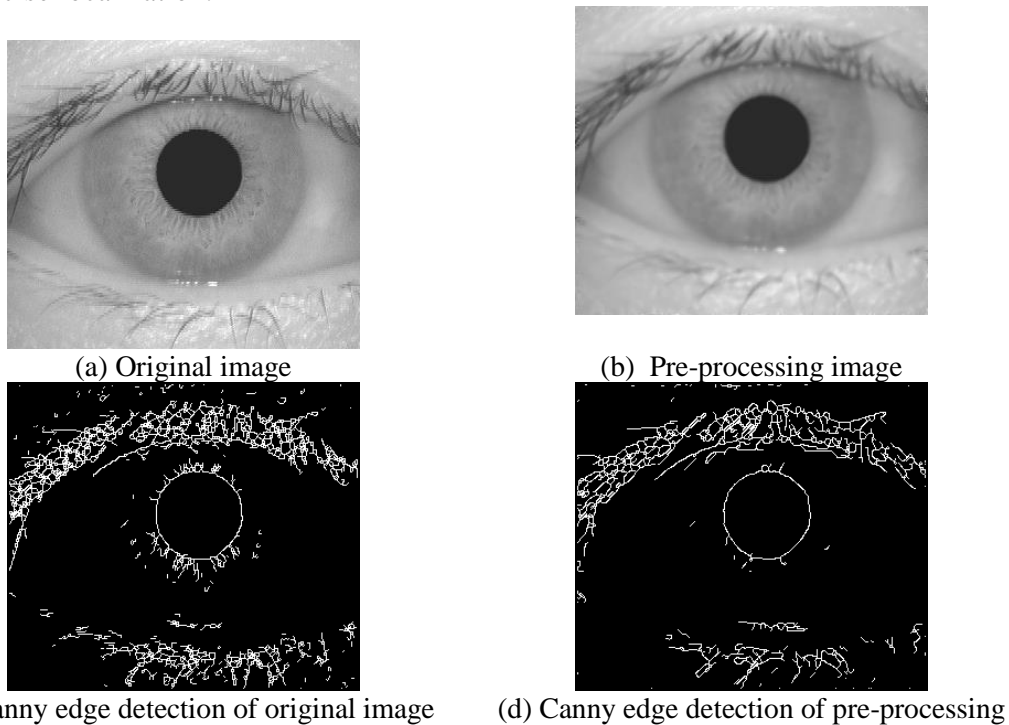 (a) Original image
(b) Pre-processing image
anny edge detection of original image
(d) Canny edge detection of pre-processing